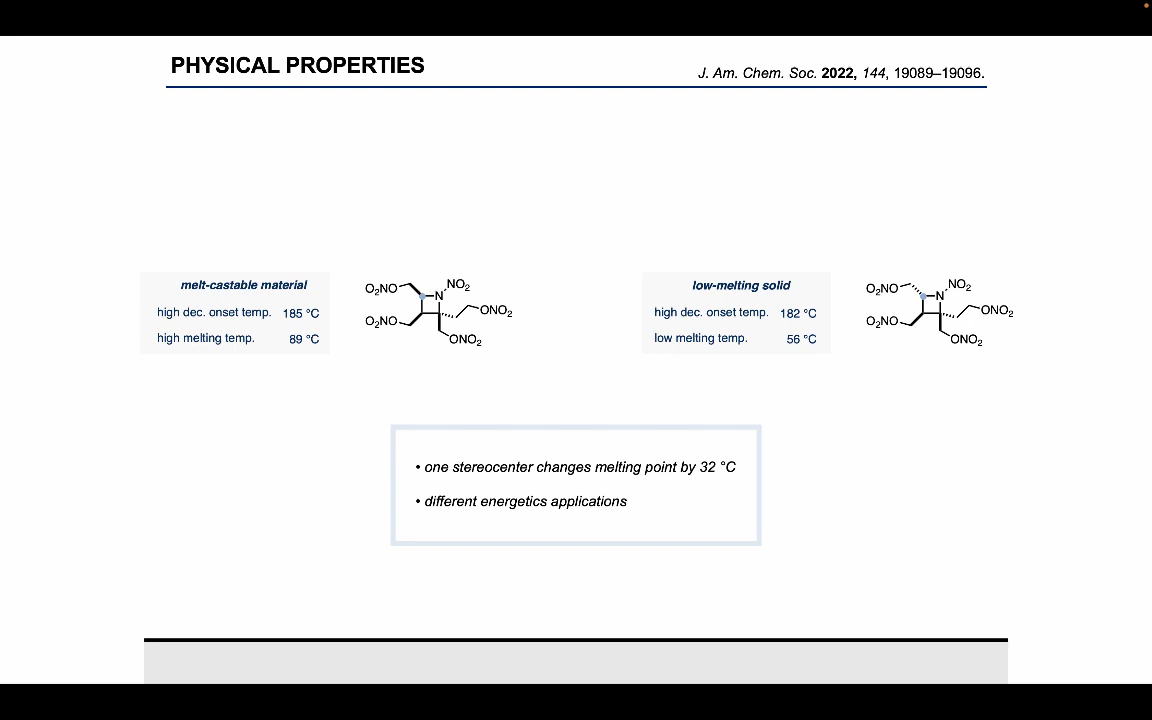 PHYSICAL PROPERTIES
J. Am. Chem. Soc. 2022, 144, 19089–19096.
melt-castable material
high dec. onset temp. 185 °C
high melting temp. 89 °C
O₂NO
N
NO₂
O₂NO
ONO₂
ONO₂
low-melting solid
high dec. onset temp. 182 °C
low melting temp. 56 °C
O₂NO
N
NO₂
O₂NO
ONO₂
ONO₂
• one stereocenter changes melting point by 32 °C
• different energetics applications